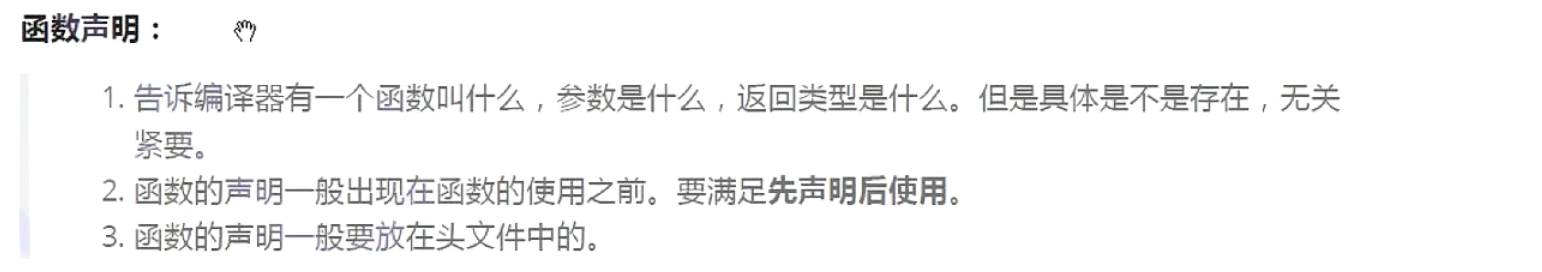 函数声明：
1. 告诉编译器有一个函数叫什么，参数是什么，返回类型是什么。但是具体是不是存在，无关
紧要。
2. 函数的声明一般出现在函数的使用之前。要满足先声明后使用。
3. 函数的声明一般要放在头文件中的。